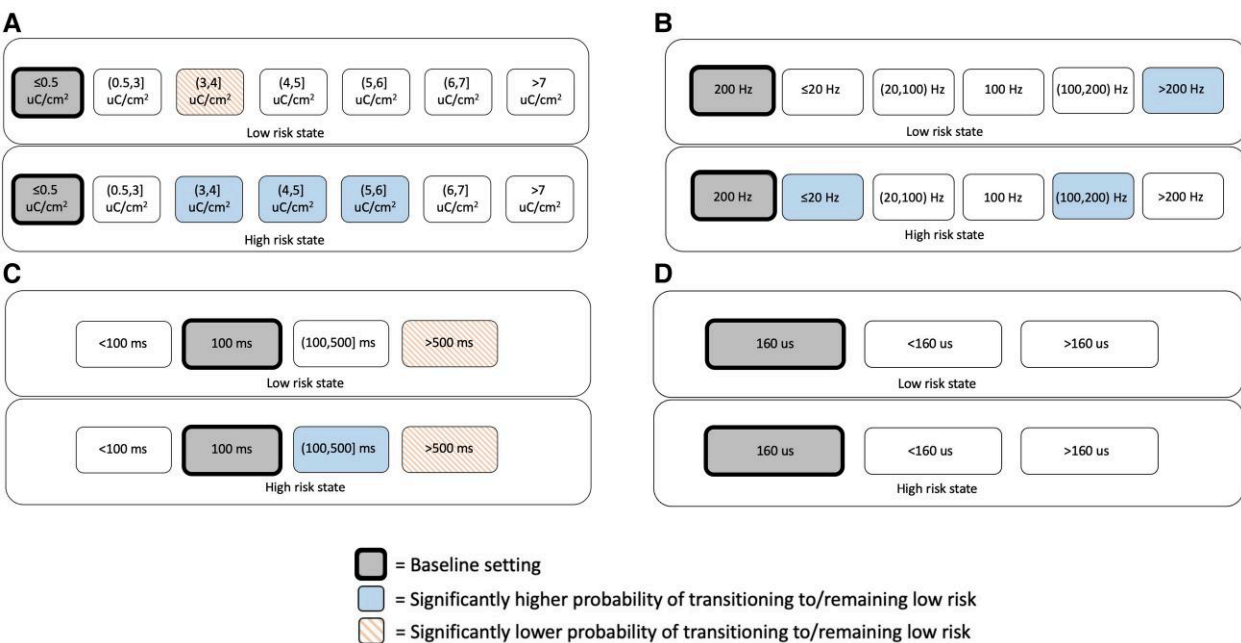 A
≤0.5 uC/cm²
(0.5,3] uC/cm²
(3,4] uC/cm²
(4,5] uC/cm²
(5,6] uC/cm²
(6,7] uC/cm²
>7 uC/cm²
Low risk state
≤0.5 uC/cm²
(0.5,3] uC/cm²
(3,4] uC/cm²
(4,5] uC/cm²
(5,6] uC/cm²
(6,7] uC/cm²
>7 uC/cm²
High risk state
B
200 Hz
≤20 Hz
(20,100) Hz
100 Hz
(100,200) Hz
>200 Hz
Low risk state
200 Hz
≤20 Hz
(20,100) Hz
100 Hz
(100,200) Hz
>200 Hz
High risk state
C
<100 ms
100 ms
(100,500] ms
>500 ms
Low risk state
<100 ms
100 ms
(100,500] ms
>500 ms
High risk state
D
160 us
<160 us
>160 us
Low risk state
160 us
<160 us
>160 us
High risk state
= Baseline setting
= Significantly higher probability of transitioning to/remaining low risk
= Significantly lower probability of transitioning to/remaining low risk